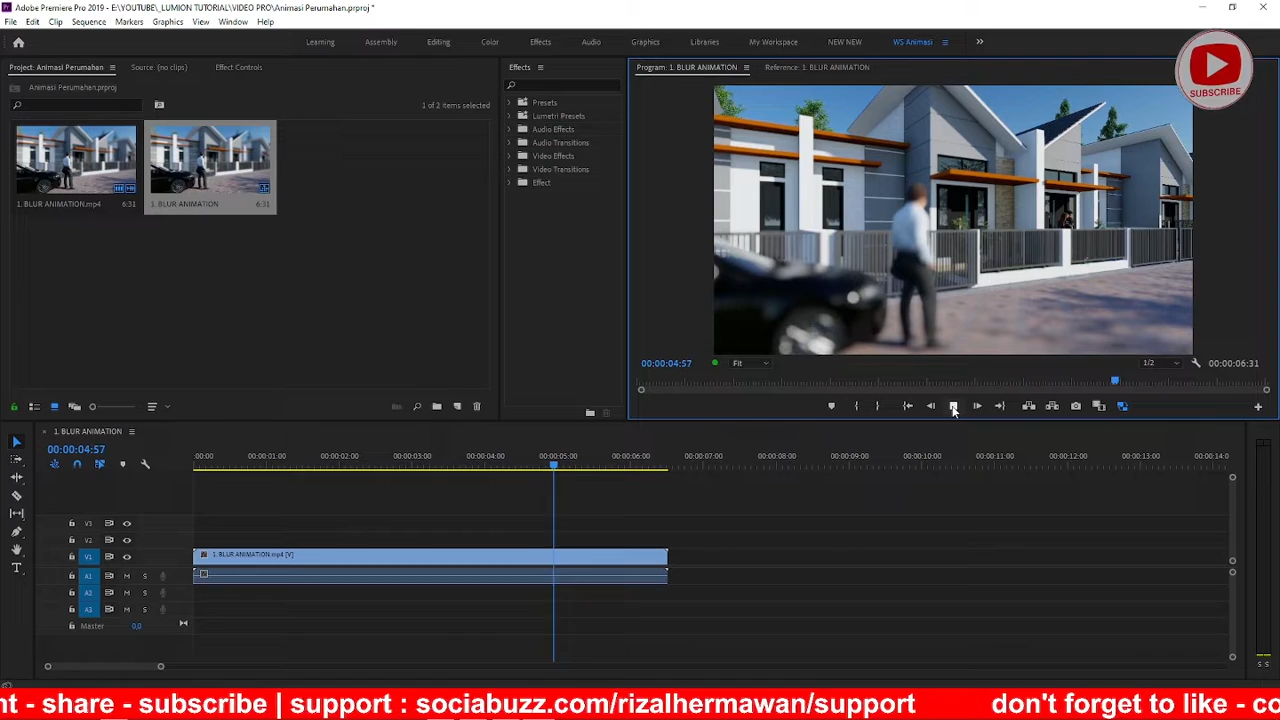 Adobe Premiere Pro 2019 - E:\YOUTUBE\_LUMION TUTORIAL\VIDEO PRO\Animasi Perumahan.prproj *
File Edit Clip Sequence Markers Graphics View Window Help
Learning Assembly Editing Color Effects Audio Graphics Libraries My Workspace NEW NEW WS Animasi
SUBSCRIBE
Project: Animasi Perumahan Source: (no clips) Effect Controls
Effects
Program: 1. BLUR ANIMATION Reference: 1. BLUR ANIMATION
Animasi Perumahan.prproj
1 of 2 items selected
1. BLUR ANIMATION.mp4 6:31
1. BLUR ANIMATION 6:31
Presets
Lumetri Presets
Audio Effects
Audio Transitions
Video Effects
Video Transitions
Effect
00:00:04:57 Fit 1/2 00:00:06:31
1. BLUR ANIMATION
00:00:04:57
:00:00 00:00:01:00 00:00:02:00 00:00:03:00 00:00:04:00 00:00:05:00 00:00:06:00 00:00:07:00 00:00:08:00 00:00:09:00 00:00:10:00 00:00:11:00 00:00:12:00 00:00:13:00 00:00:14:0
V3
V2
V1 1. BLUR ANIMATION.mp4 [V]
A1 M S
A2 M S
A3 M S
Master 0,0
S S
nt - share - subscribe | support : sociabuzz.com/rizalhermawan/support don't forget to like - co